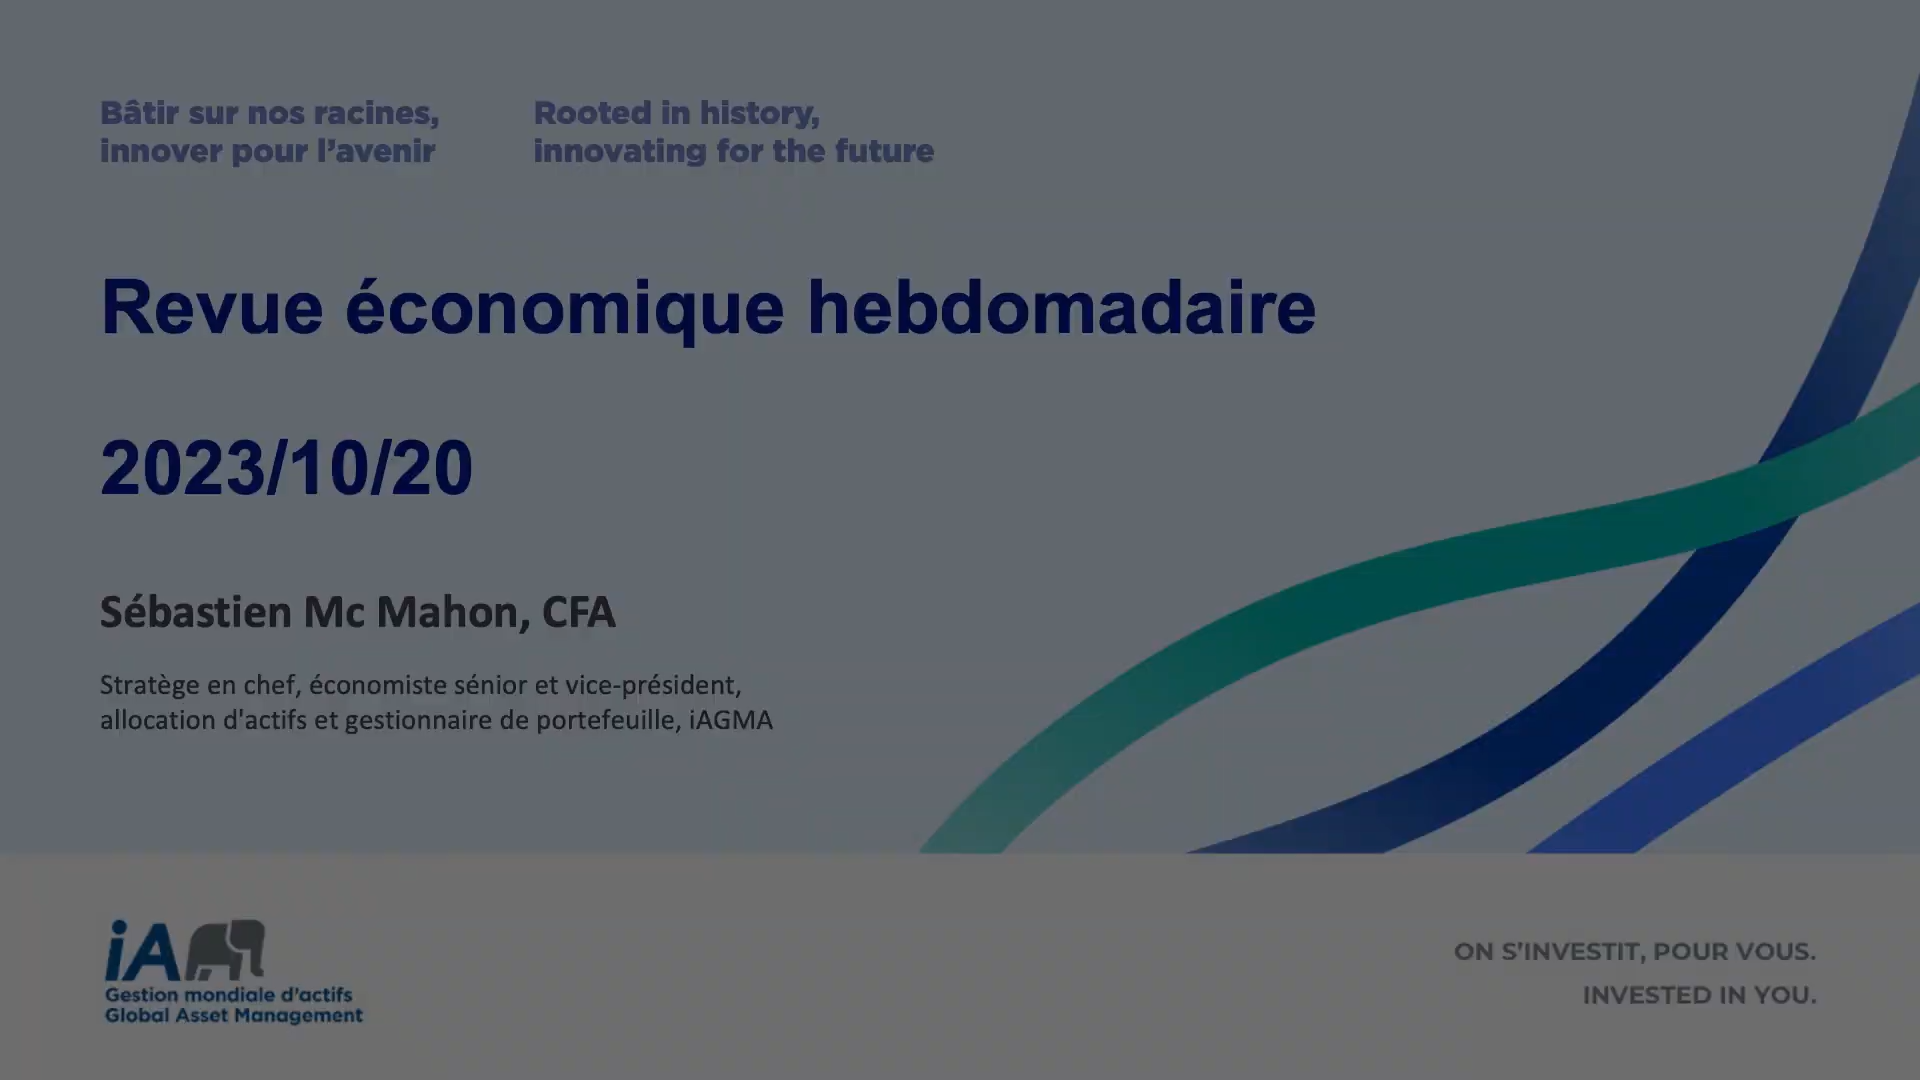 Bâtir sur nos racines,
innover pour l’avenir
Rooted in history,
innovating for the future
Revue économique hebdomadaire
2023/10/20
Sébastien Mc Mahon, CFA
Stratège en chef, économiste sénior et vice-président,
allocation d'actifs et gestionnaire de portefeuille, iAGMA
iA
Gestion mondiale d’actifs
Global Asset Management
ON S’INVESTIT, POUR VOUS.
INVESTED IN YOU.